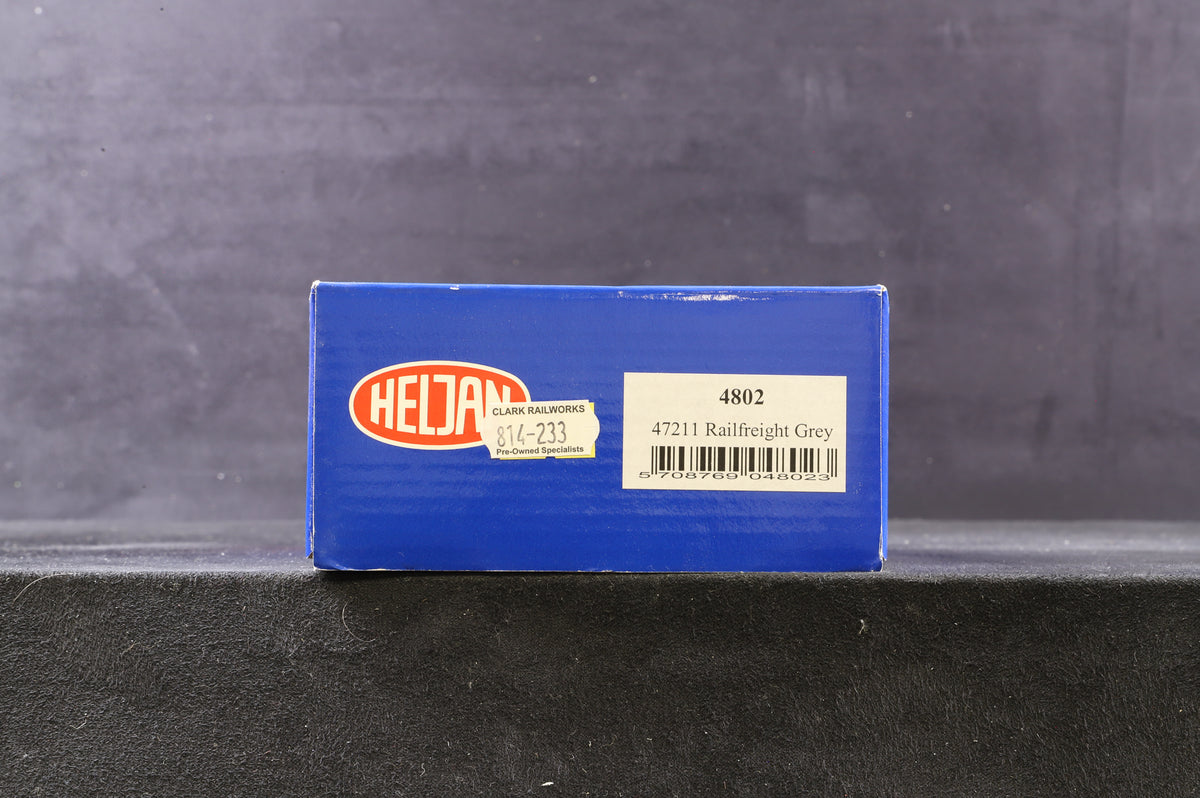 HELJAN
CLARK RAILWORKS
814-233
Pre-Owned Specialists
4802
47211 Railfreight Grey
5 708769 048023